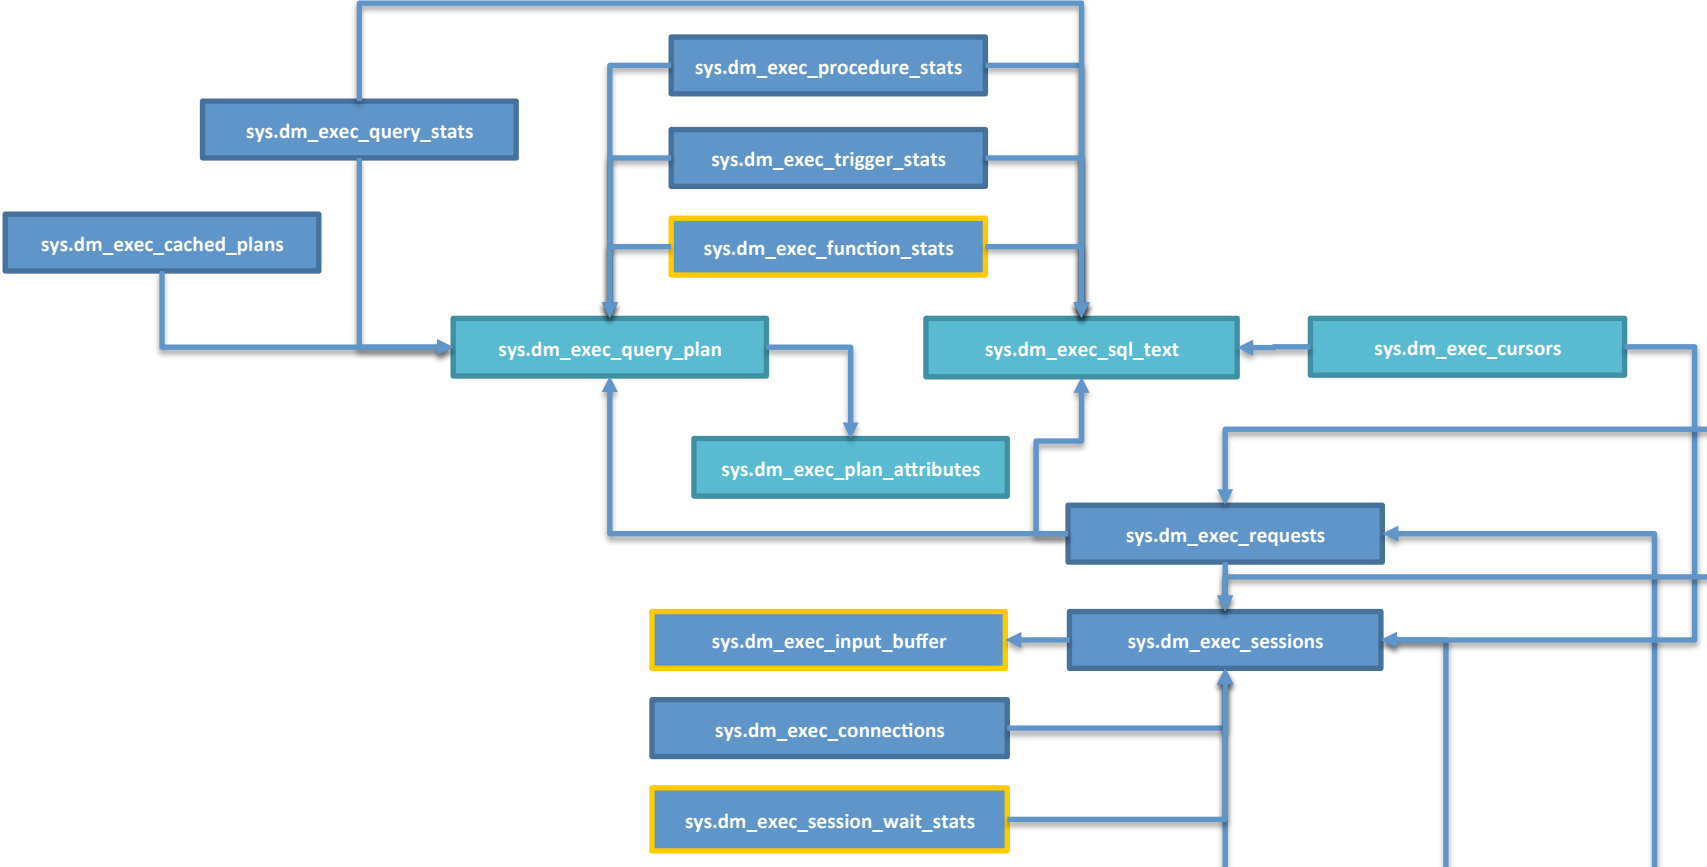 sys.dm_exec_procedure_stats
sys.dm_exec_query_stats
sys.dm_exec_trigger_stats
sys.dm_exec_cached_plans
sys.dm_exec_function_stats
sys.dm_exec_query_plan
sys.dm_exec_sql_text
sys.dm_exec_cursors
sys.dm_exec_plan_attributes
sys.dm_exec_requests
sys.dm_exec_input_buffer
sys.dm_exec_sessions
sys.dm_exec_connections
sys.dm_exec_session_wait_stats